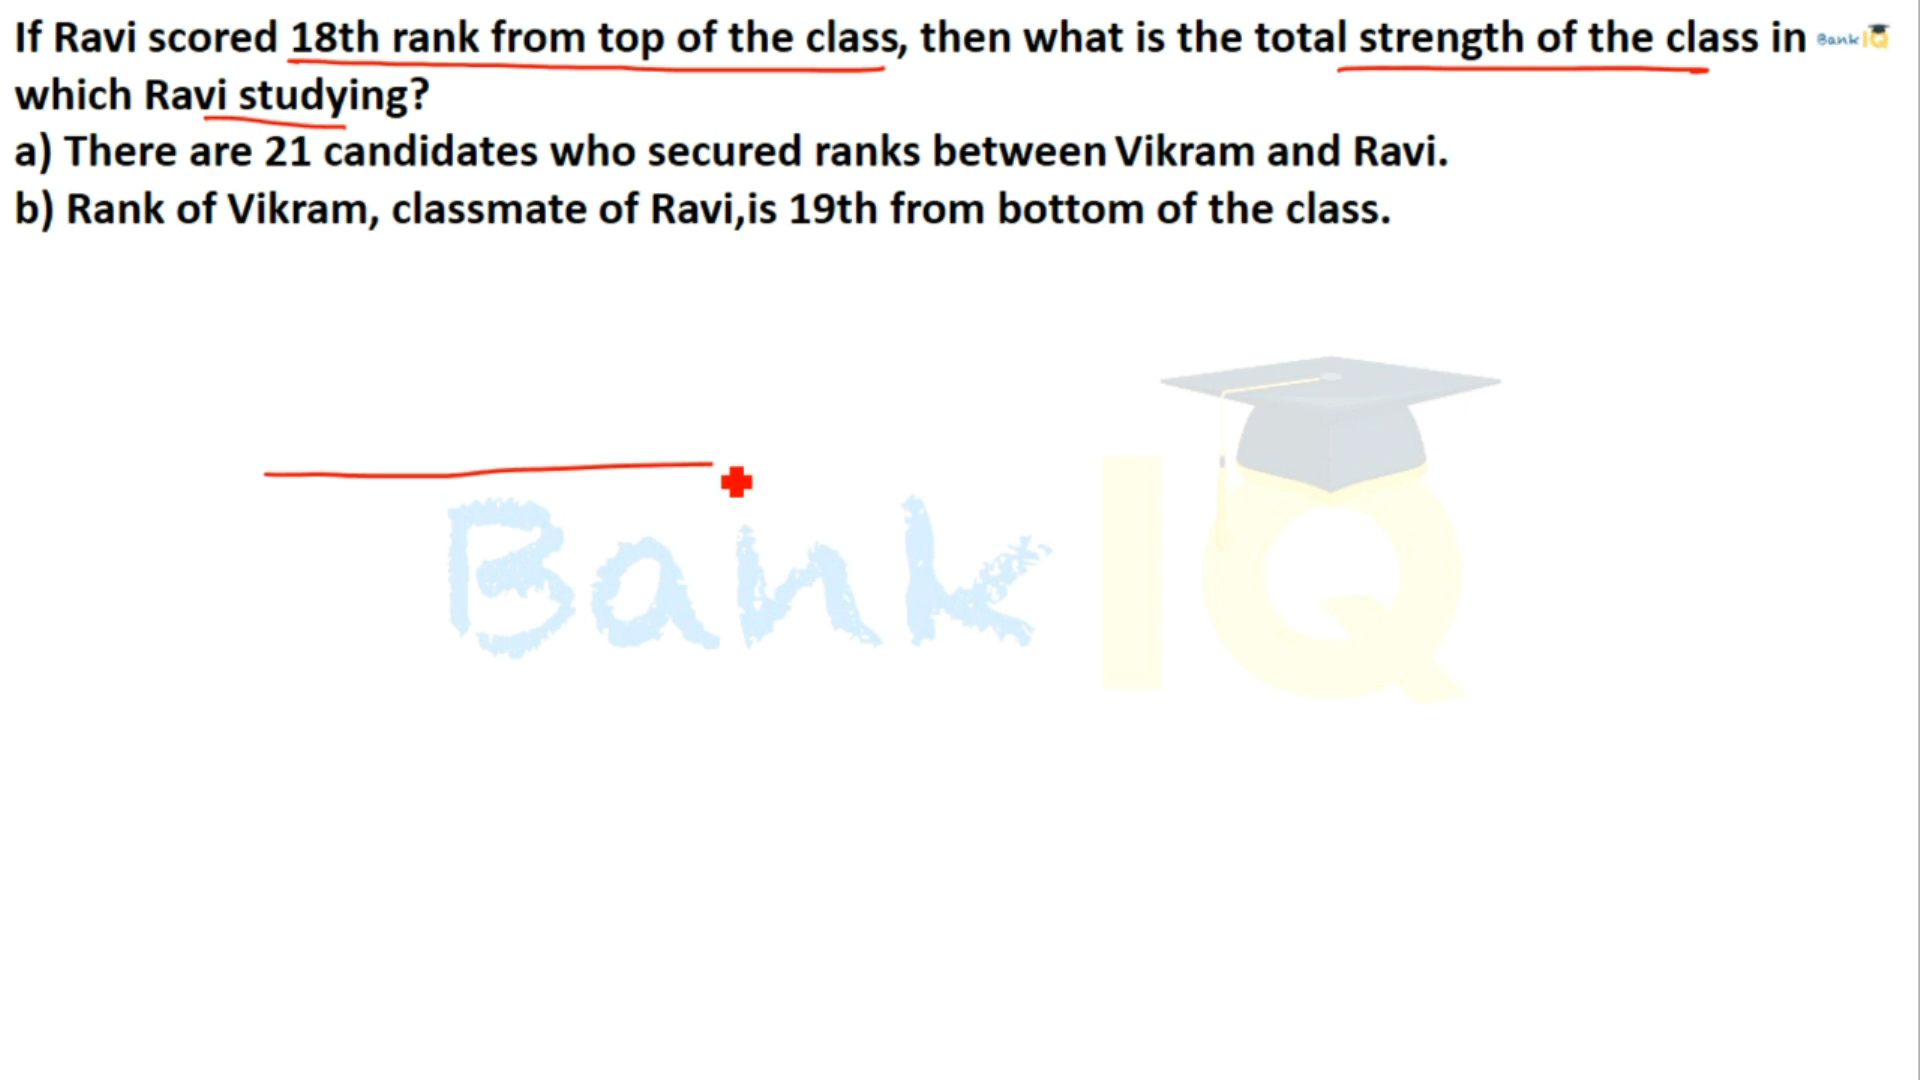 If Ravi scored 18th rank from top of the class, then what is the total strength of the class in
Bank IQ
which Ravi studying?
a) There are 21 candidates who secured ranks between Vikram and Ravi.
b) Rank of Vikram, classmate of Ravi,is 19th from bottom of the class.
Bank IQ